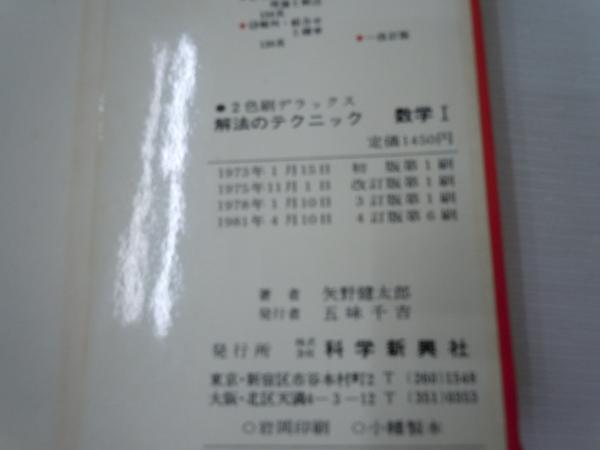 ●2色刷デラックス
解法のテクニック 数学I
定価1450円
1973年1月15日 初 版第1刷
1975年11月1日 改訂版第1刷
1978年1月10日 3訂版第1刷
1981年4月10日 4訂版第6刷
著 者 矢野健太郎
発行者 五味千吉
発行所 株式会社 科学新興社
東京・新宿区市谷本村町2 T (260)1548
大阪・北区天満4-3-12 T (351)0353
○岩岡印刷 ○小幡製本